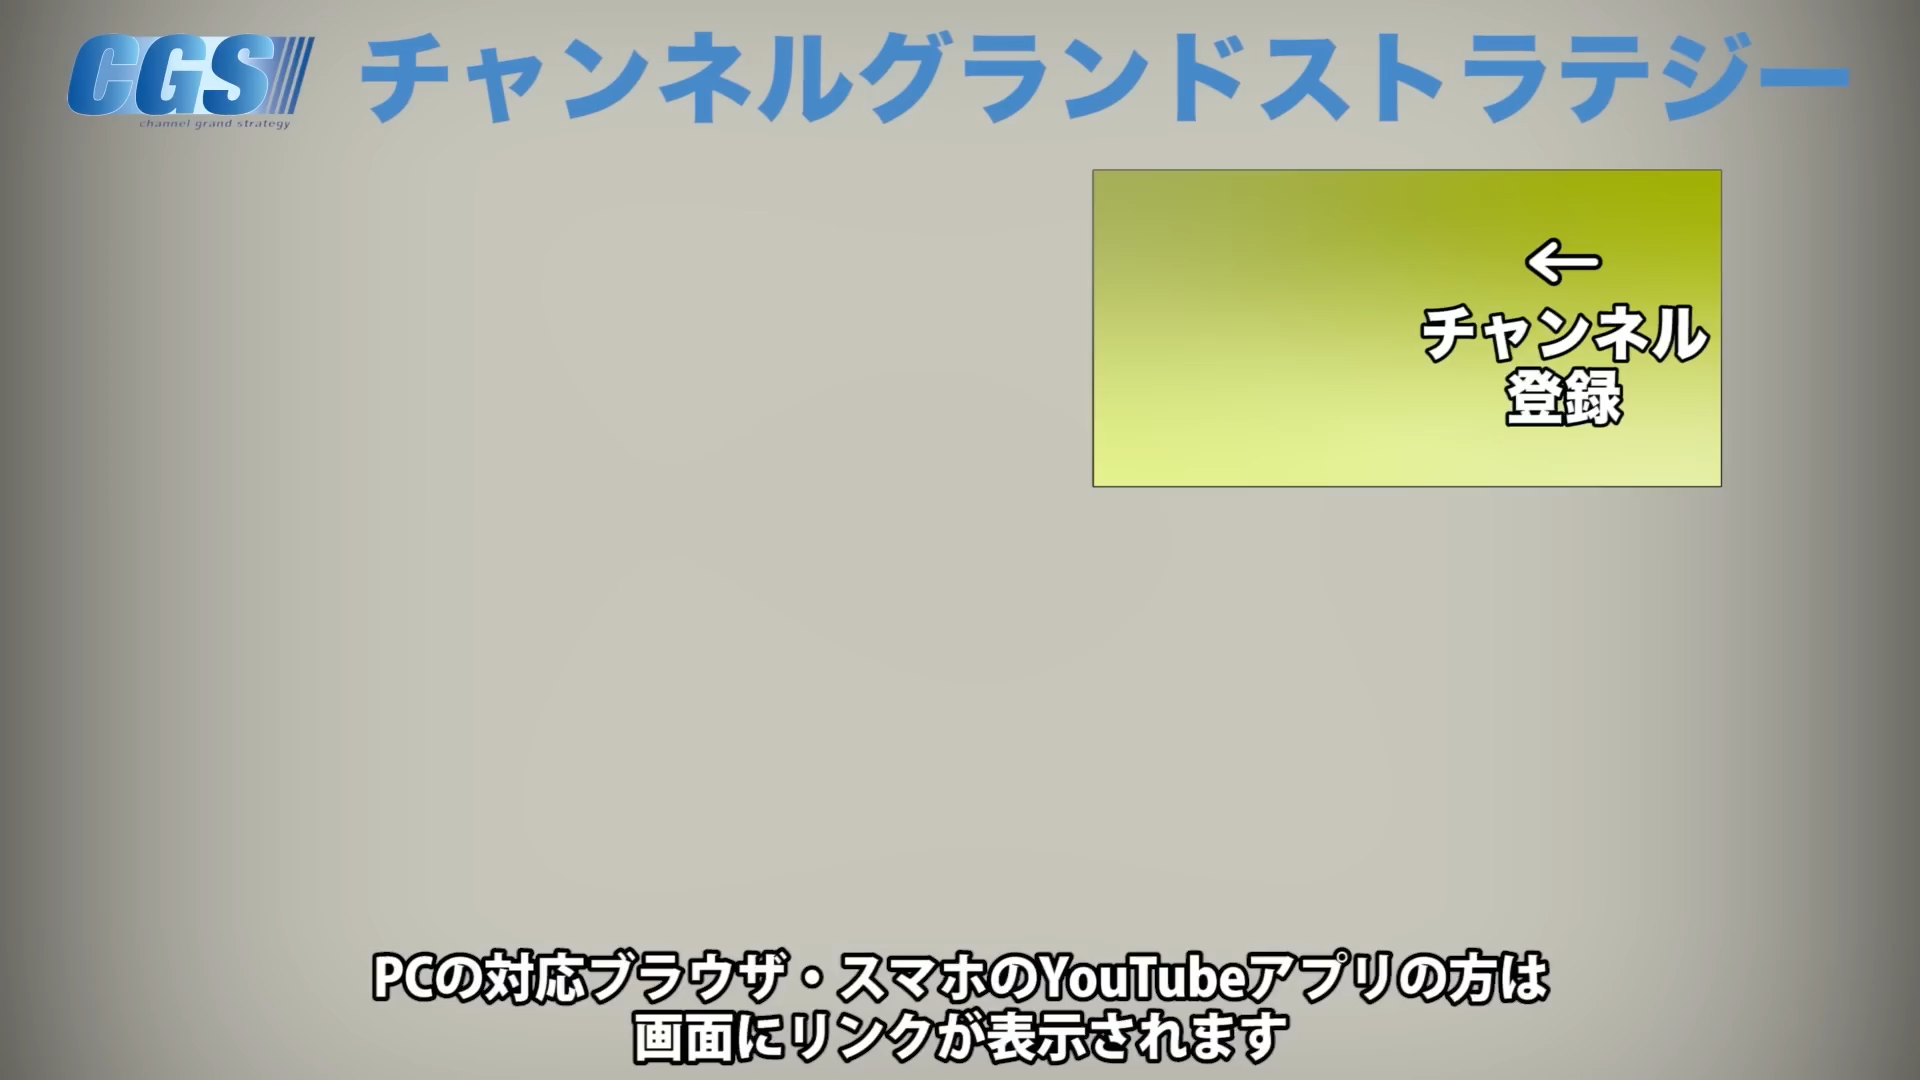 CGS
channel grand strategy
チャンネルグランドストラテジー
←
チャンネル
登録
PCの対応ブラウザ・スマホのYouTubeアプリの方は
画面にリンクが表示されます